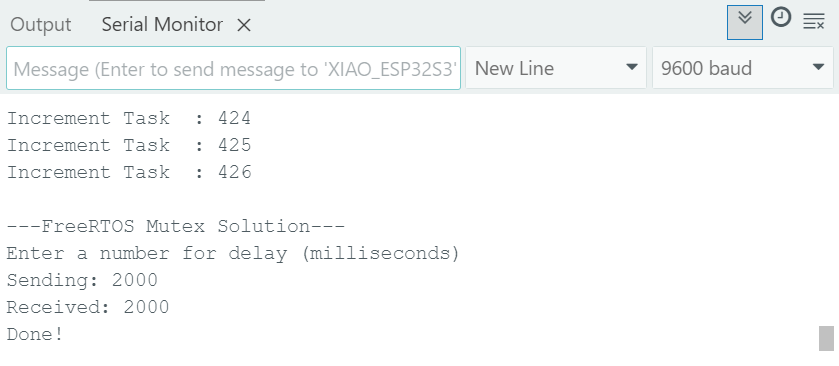 Output Serial Monitor ×
Message (Enter to send message to 'XIAO_ESP32S3' New Line 9600 baud
Increment Task  : 424
Increment Task  : 425
Increment Task  : 426
---FreeRTOS Mutex Solution---
Enter a number for delay (milliseconds)
Sending: 2000
Received: 2000
Done!